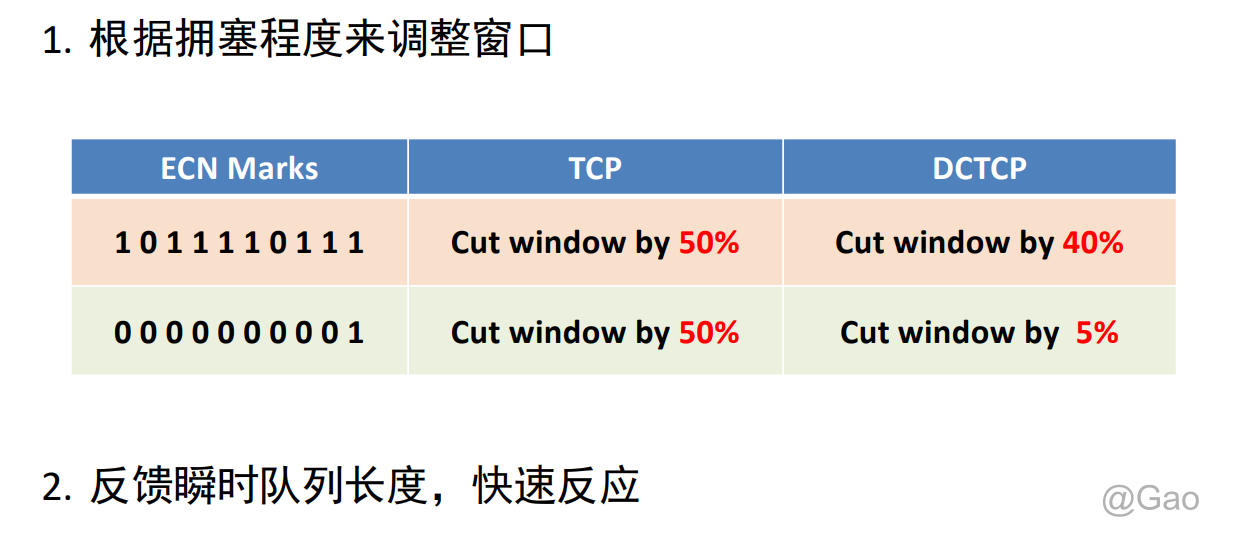 1. 根据拥塞程度来调整窗口
ECN Marks TCP DCTCP
1 0 1 1 1 1 0 1 1 1 Cut window by 50% Cut window by 40%
0 0 0 0 0 0 0 0 0 1 Cut window by 50% Cut window by 5%
2. 反馈瞬时队列长度，快速反应
@Gao